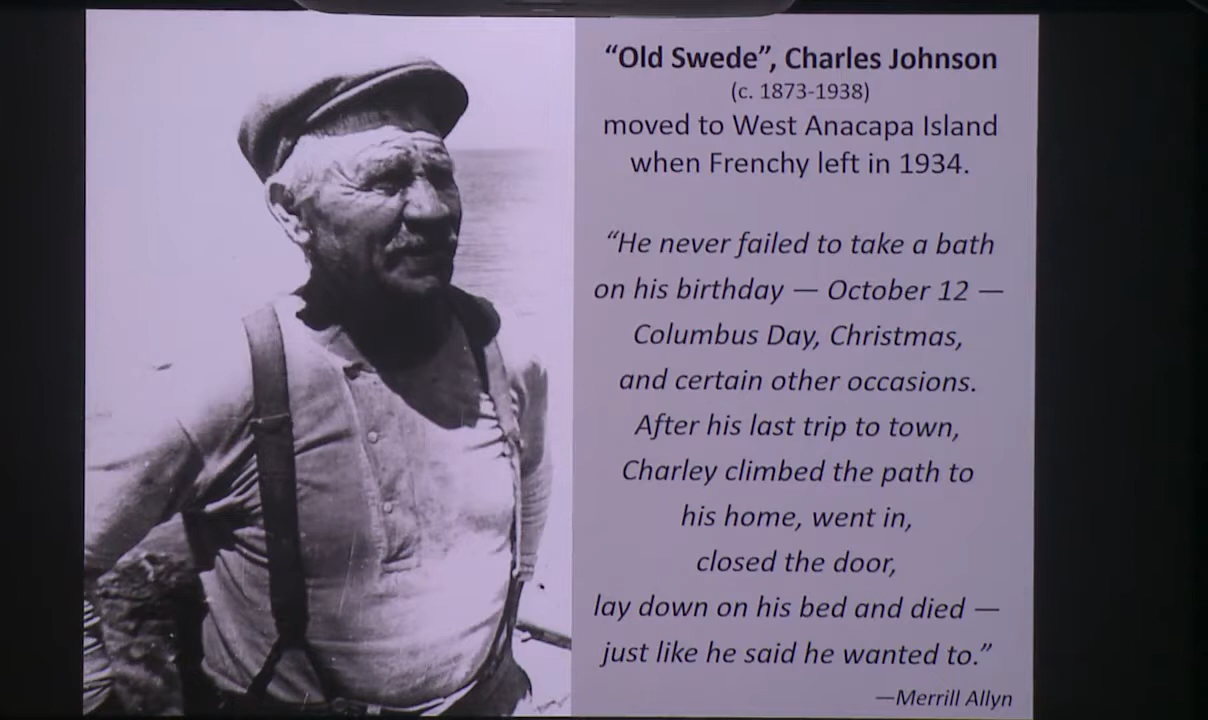 “Old Swede”, Charles Johnson
(c. 1873-1938)
moved to West Anacapa Island
when Frenchy left in 1934.
“He never failed to take a bath
on his birthday — October 12 —
Columbus Day, Christmas,
and certain other occasions.
After his last trip to town,
Charley climbed the path to
his home, went in,
closed the door,
lay down on his bed and died —
just like he said he wanted to.”
—Merrill Allyn